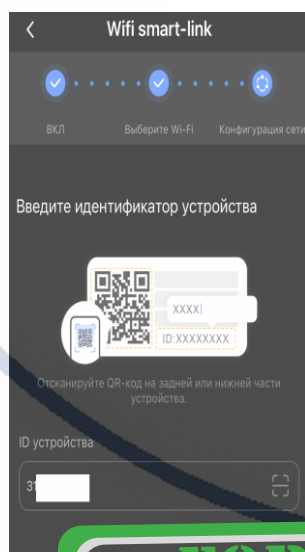 Wifi smart-link
ВКЛ Выберите Wi-Fi Конфигурация сети
Введите идентификатор устройства
XXXX
ID:XXXXXXXX
Отсканируйте QR-код на задней или нижней части
устройства.
ID устройства
31